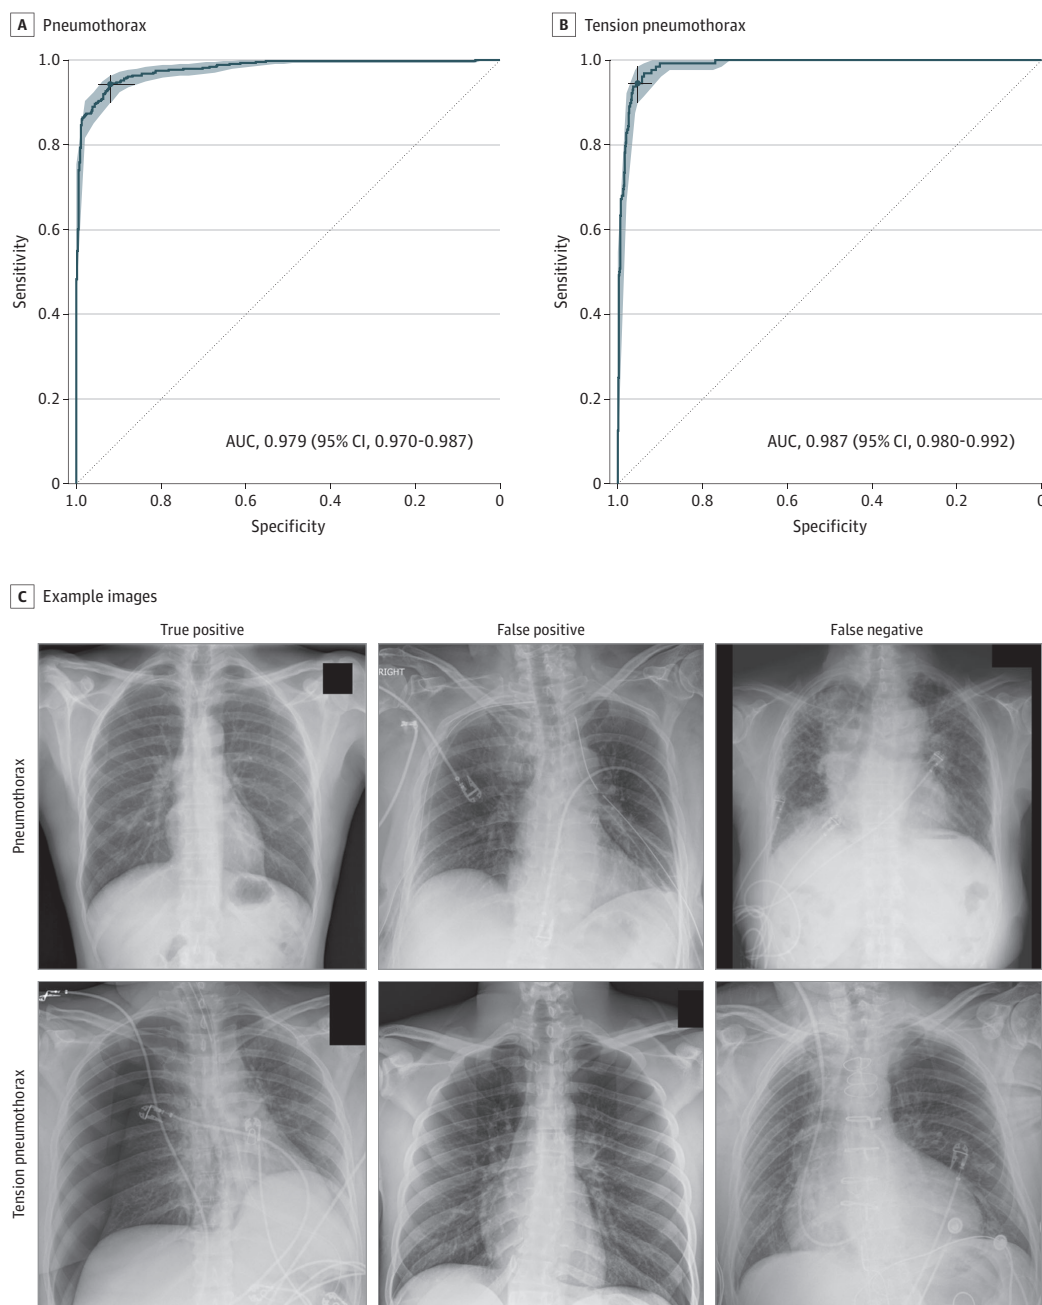 A Pneumothorax
1.0
0.8
0.6
0.4
0.2
0
Sensitivity
AUC, 0.979 (95% CI, 0.970-0.987)
1.0 0.8 0.6 0.4 0.2 0
Specificity
B Tension pneumothorax
1.0
0.8
0.6
0.4
0.2
0
Sensitivity
AUC, 0.987 (95% CI, 0.980-0.992)
1.0 0.8 0.6 0.4 0.2 0
Specificity
C Example images
True positive False positive False negative
Pneumothorax
RIGHT
Tension pneumothorax